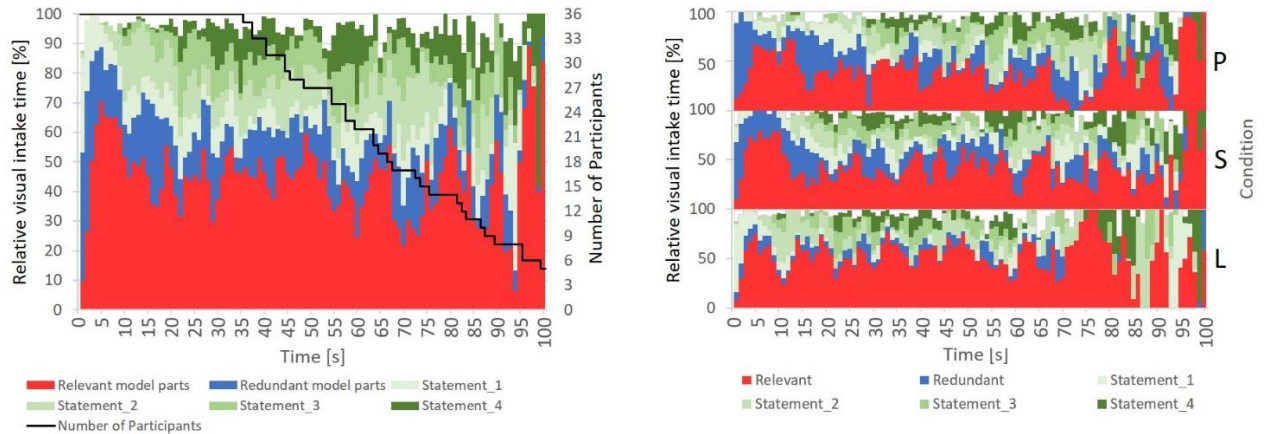 Relative visual intake time [%]
100
90
80
70
60
50
40
30
20
10
0
36
33
30
27
24
21
18
15
12
9
6
3
0
Number of Participants
0 5 10 15 20 25 30 35 40 45 50 55 60 65 70 75 80 85 90 95 100
Time [s]
Relevant model parts Redundant model parts Statement_1
Statement_2 Statement_3 Statement_4
Number of Participants
Relative visual intake time [%]
100
50
100
50
100
50
0
P
S
L
Condition
0 5 10 15 20 25 30 35 40 45 50 55 60 65 70 75 80 85 90 95 100
Time [s]
Relevant Redundant Statement_1
Statement_2 Statement_3 Statement_4